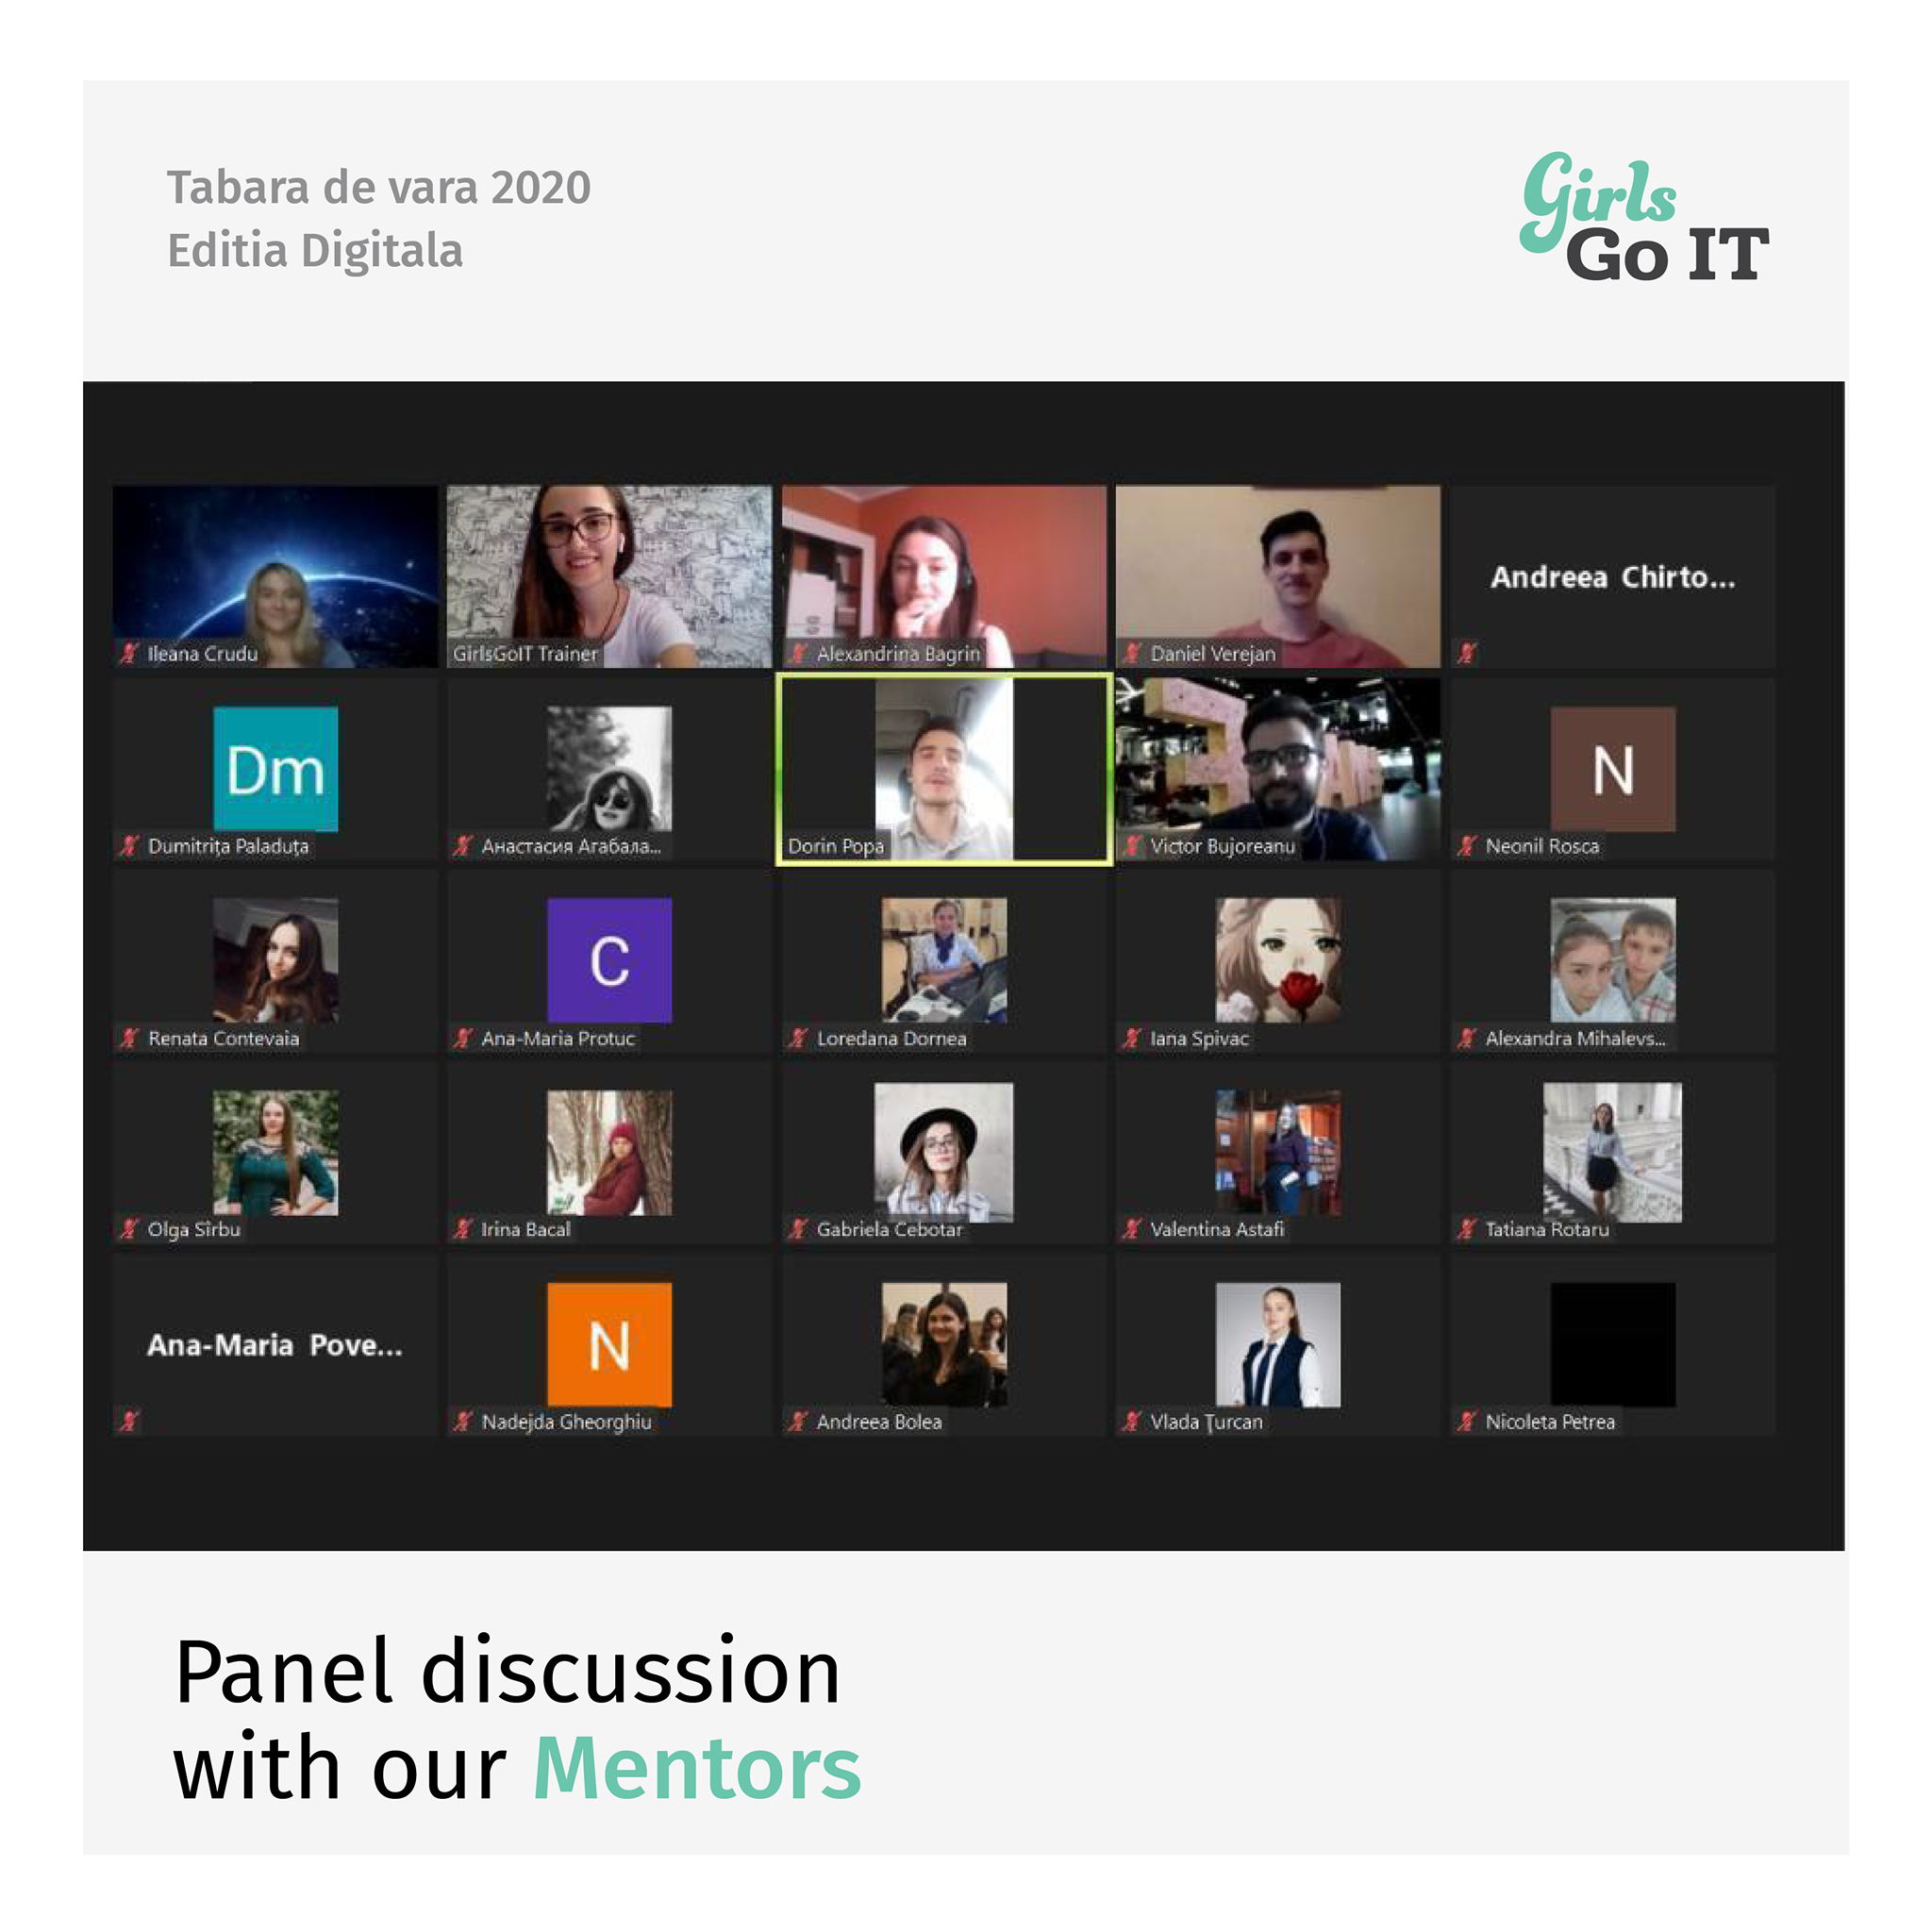 Tabara de vara 2020
Editia Digitala
Girls
Go IT
Ileana Crudu
GirlsGoIT Trainer
Alexandrina Bagrin
Daniel Verejan
Andreea Chirto...
Dm
Dumitrița Paladuța
Анастасия Агабала...
Dorin Popa
Victor Bujoreanu
N
Neonil Rosca
Renata Contevaia
C
Ana-Maria Protuc
Loredana Dornea
Iana Spivac
Alexandra Mihalevs...
Olga Sîrbu
Irina Bacal
Gabriela Cebotar
Valentina Astafi
Tatiana Rotaru
Ana-Maria Pove...
N
Nadejda Gheorghiu
Andreea Bolea
Vlada Țurcan
Nicoleta Petrea
Panel discussion
with our Mentors